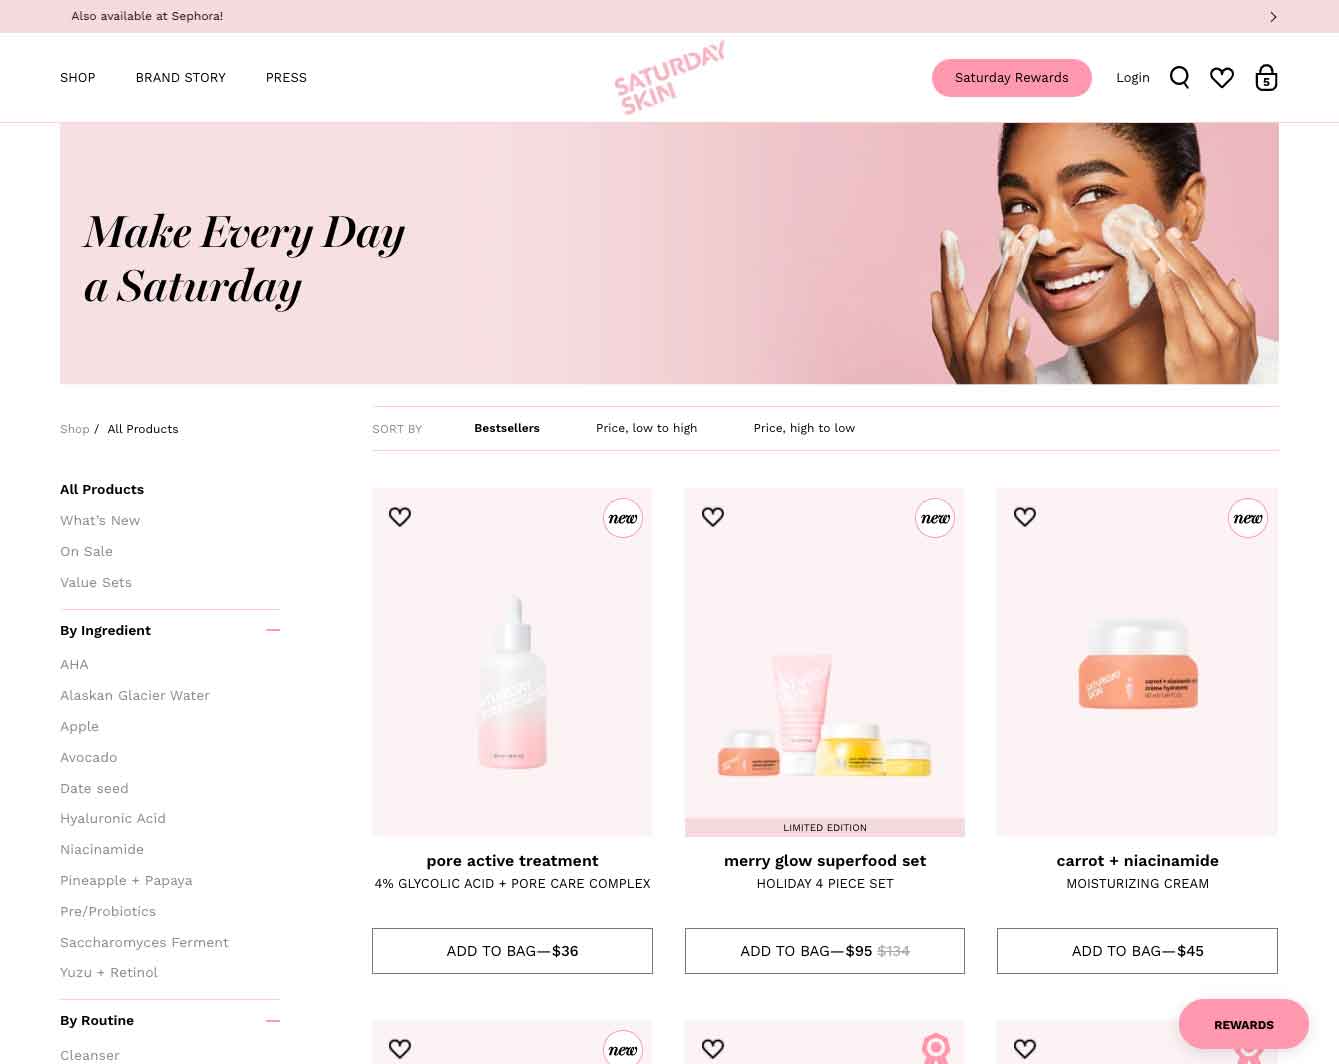 Also available at Sephora!
SHOP
BRAND STORY
PRESS
SATURDAY
SKIN
Saturday Rewards
Login
5
Make Every Day
a Saturday
Shop / All Products
SORT BY
Bestsellers
Price, low to high
Price, high to low
All Products
What's New
On Sale
Value Sets
By Ingredient
AHA
Alaskan Glacier Water
Apple
Avocado
Date seed
Hyaluronic Acid
Niacinamide
Pineapple + Papaya
Pre/Probiotics
Saccharomyces Ferment
Yuzu + Retinol
By Routine
Cleanser
new
pore active treatment
4% GLYCOLIC ACID + PORE CARE COMPLEX
ADD TO BAG—$36
new
LIMITED EDITION
merry glow superfood set
HOLIDAY 4 PIECE SET
ADD TO BAG—$95 $134
new
SATURDAY
SKIN
carrot + niacinamide
MOISTURIZING CREAM
ADD TO BAG—$45
new
REWARDS